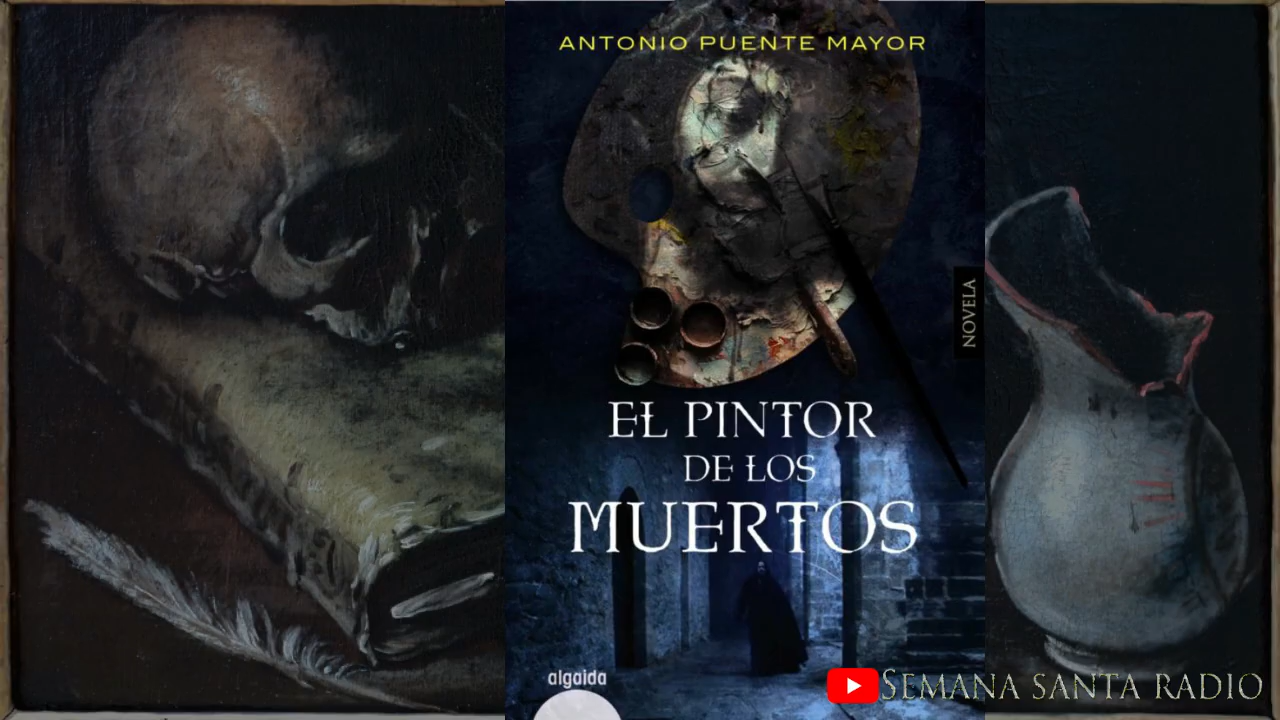 ANTONIO PUENTE MAYOR
NOVELA
EL PINTOR
DE LOS
MUERTOS
algaida
SEMANA SANTA RADIO